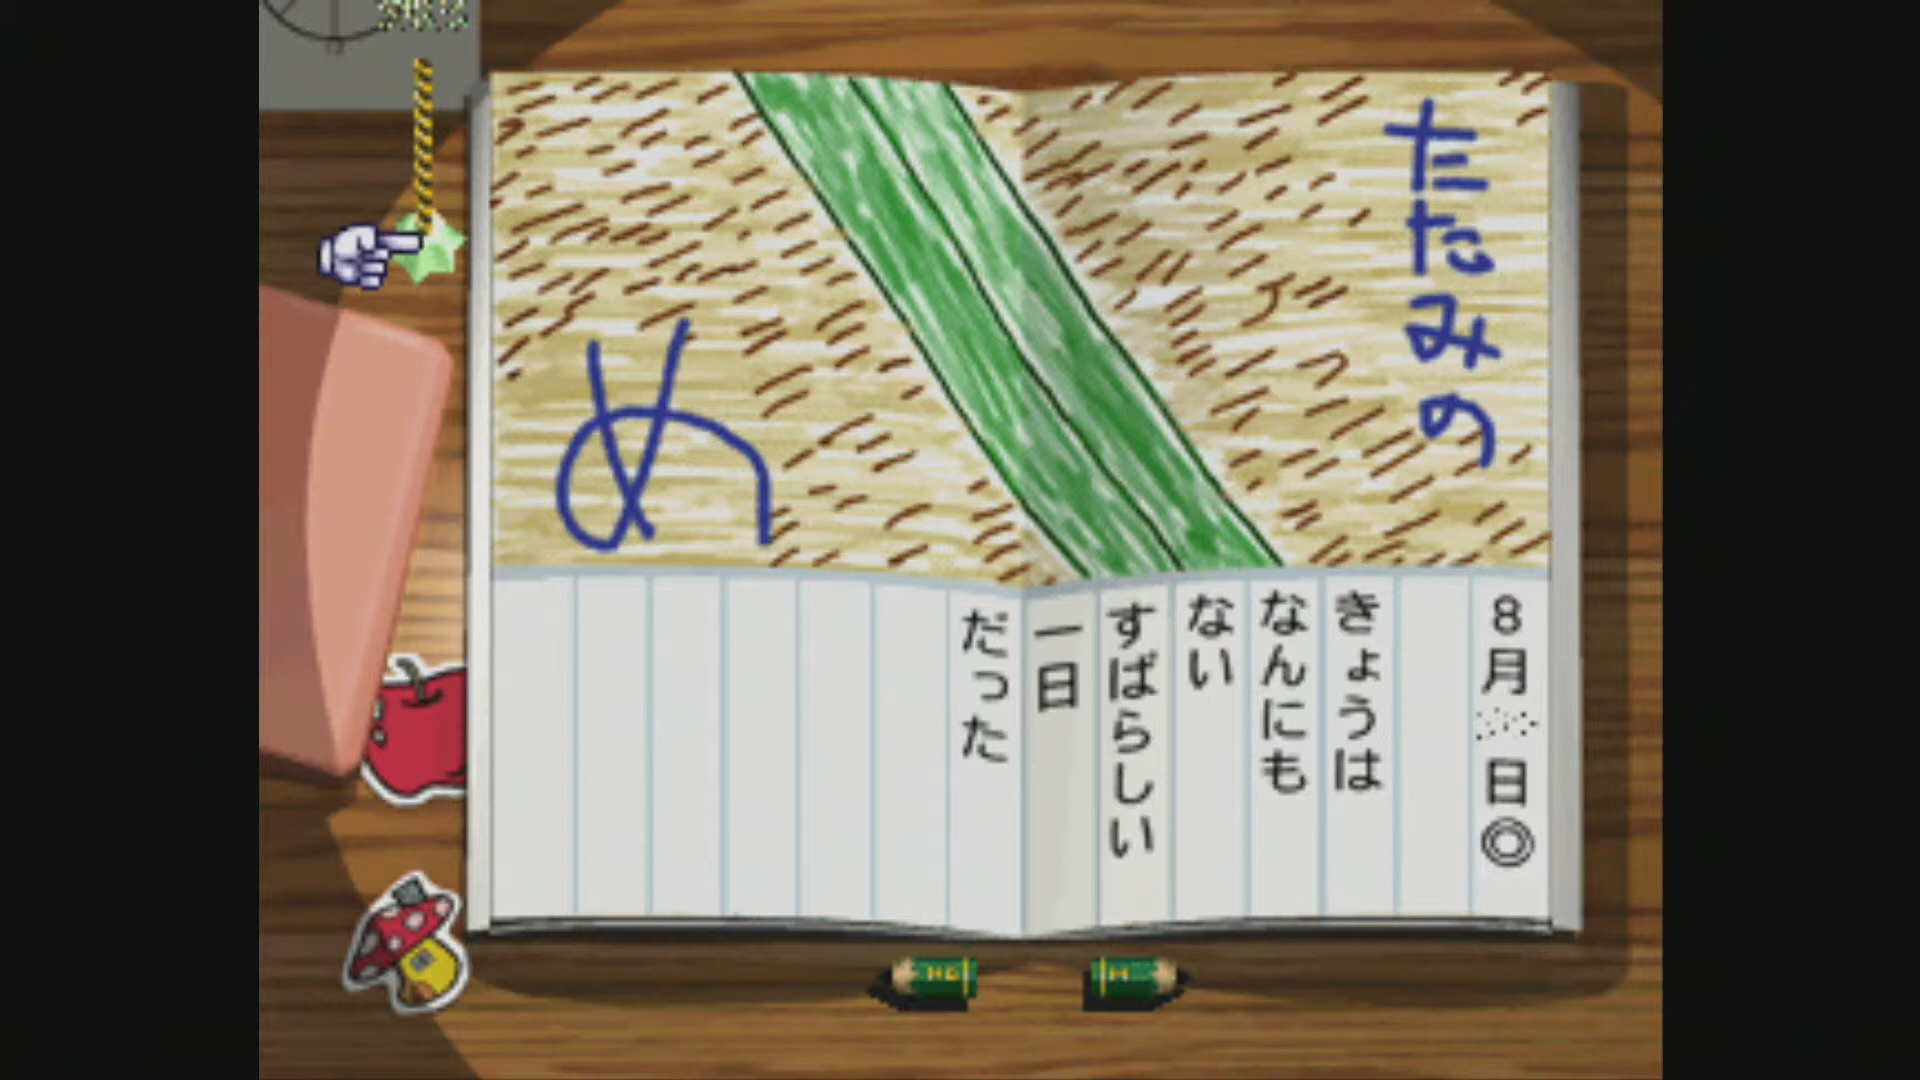 たたみの
め
8月 日◎
きょうは
なんにも
ない
すばらしい
一日
だった